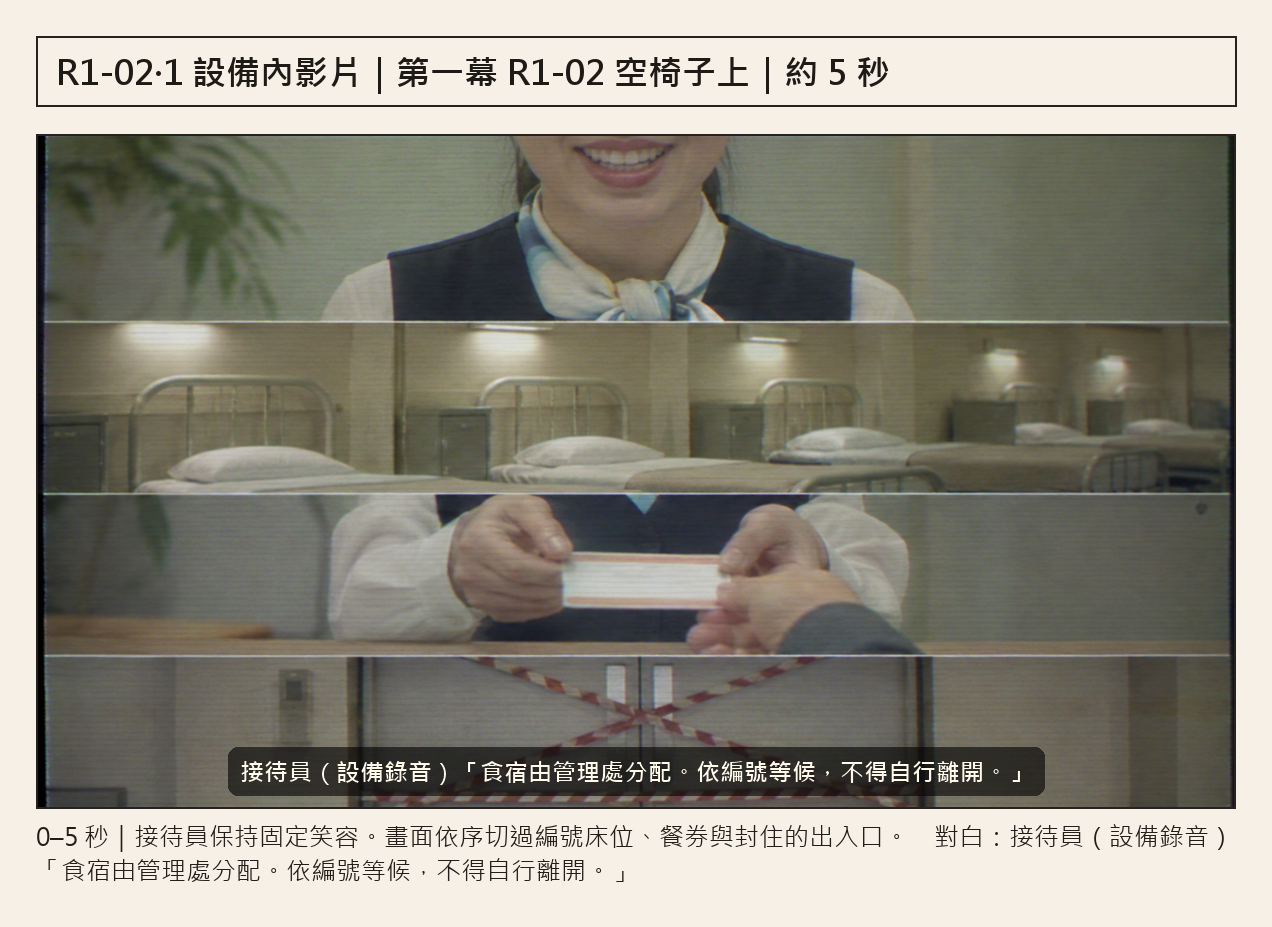 R1-02·1 設備內影片｜第一幕 R1-02 空椅子上｜約 5 秒
接待員（設備錄音）「食宿由管理處分配。依編號等候，不得自行離開。」
0–5 秒｜接待員保持固定笑容。畫面依序切過編號床位、餐券與封住的出入口。　對白：接待員（設備錄音）
「食宿由管理處分配。依編號等候，不得自行離開。」